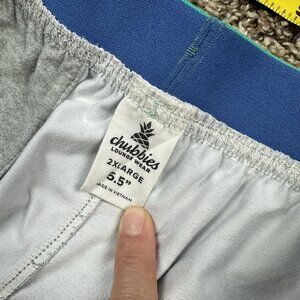 chubbies
LOUNGE WEAR
2XLARGE
5.5"
MADE IN VIETNAM